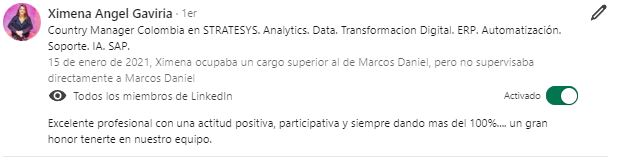 Ximena Angel Gaviria · 1er
Country Manager Colombia en STRATESYS. Analytics. Data. Transformacion Digital. ERP. Automatización.
Soporte. IA. SAP.
15 de enero de 2021, Ximena ocupaba un cargo superior al de Marcos Daniel, pero no supervisaba
directamente a Marcos Daniel
Todos los miembros de LinkedIn
Activado
Excelente profesional con una actitud positiva, participativa y siempre dando mas del 100%.... un gran
honor tenerte en nuestro equipo.